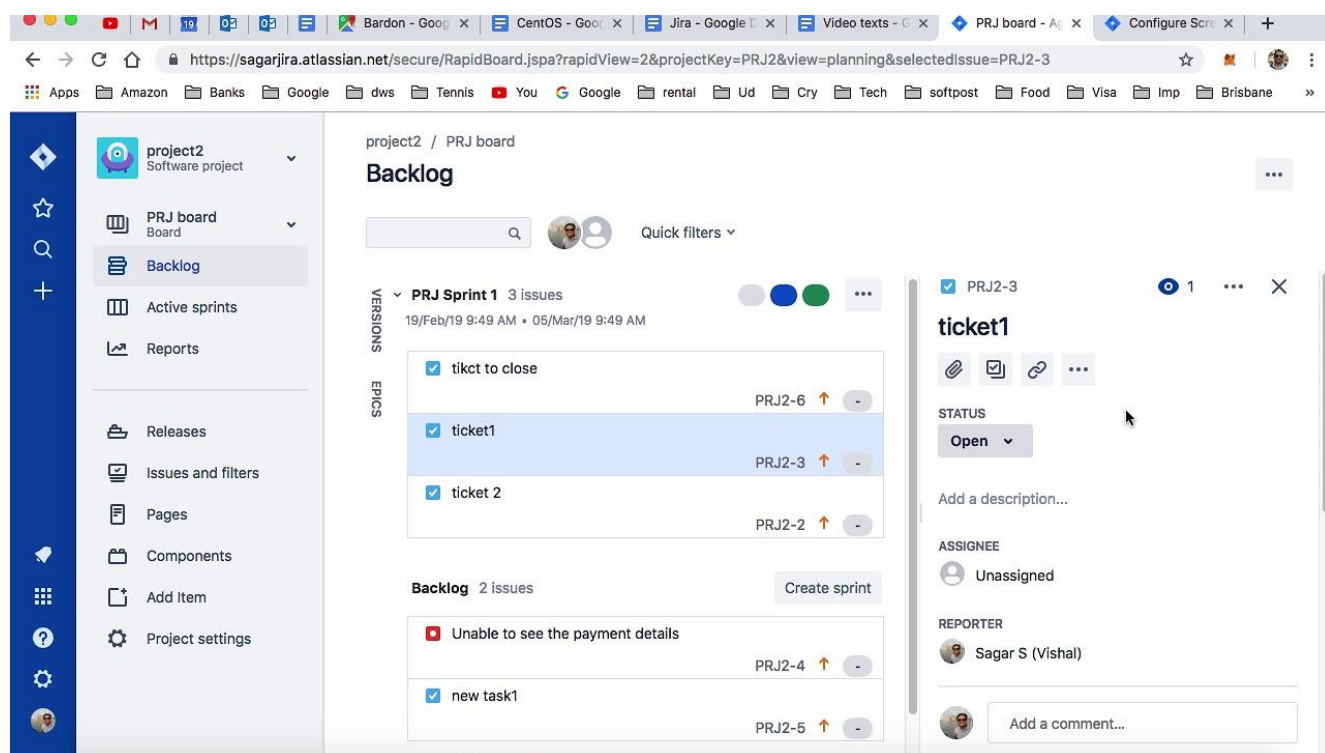 Bardon - Goog
CentOS - Goog
Jira - Google D
Video texts - G
PRJ board - Ag
Configure Scre
https://sagarjira.atlassian.net/secure/RapidBoard.jspa?rapidView=2&projectKey=PRJ2&view=planning&selectedIssue=PRJ2-3
Apps Amazon Banks Google dws Tennis You Google rental Ud Cry Tech softpost Food Visa Imp Brisbane »
project2
Software project
PRJ board
Board
Backlog
Active sprints
Reports
Releases
Issues and filters
Pages
Components
Add Item
Project settings
project2 / PRJ board
Backlog
Quick filters
VERSIONS
EPICS
PRJ Sprint 1 3 issues
19/Feb/19 9:49 AM • 05/Mar/19 9:49 AM
tikct to close
PRJ2-6 -
ticket1
PRJ2-3 -
ticket 2
PRJ2-2 -
Backlog 2 issues
Create sprint
Unable to see the payment details
PRJ2-4 -
new task1
PRJ2-5 -
PRJ2-3
1
ticket1
STATUS
Open
Add a description...
ASSIGNEE
Unassigned
REPORTER
Sagar S (Vishal)
Add a comment...